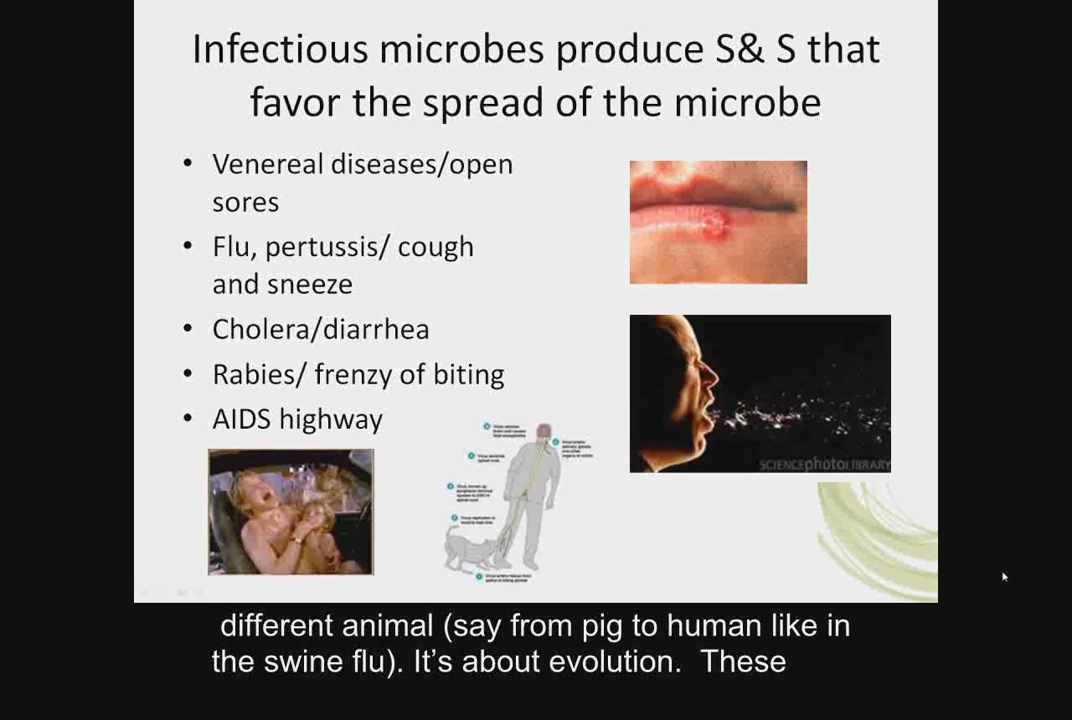 Infectious microbes produce S& S that
favor the spread of the microbe
• Venereal diseases/open
sores
• Flu, pertussis/ cough
and sneeze
• Cholera/diarrhea
• Rabies/ frenzy of biting
• AIDS highway
SCIENCEphotoLIBRARY
different animal (say from pig to human like in
the swine flu). It’s about evolution.  These